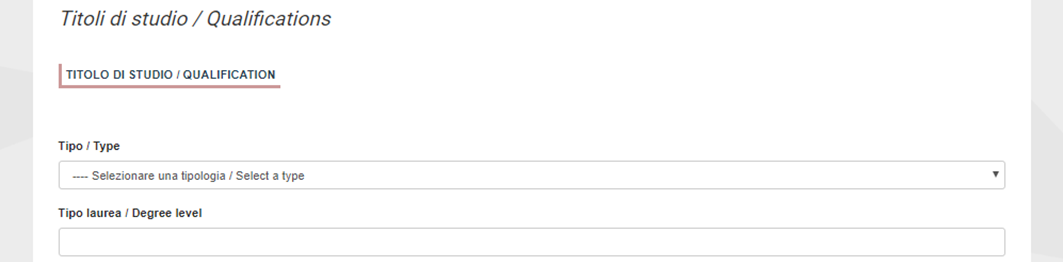 Titoli di studio / Qualifications
TITOLO DI STUDIO / QUALIFICATION
Tipo / Type
---- Selezionare una tipologia / Select a type
Tipo laurea / Degree level